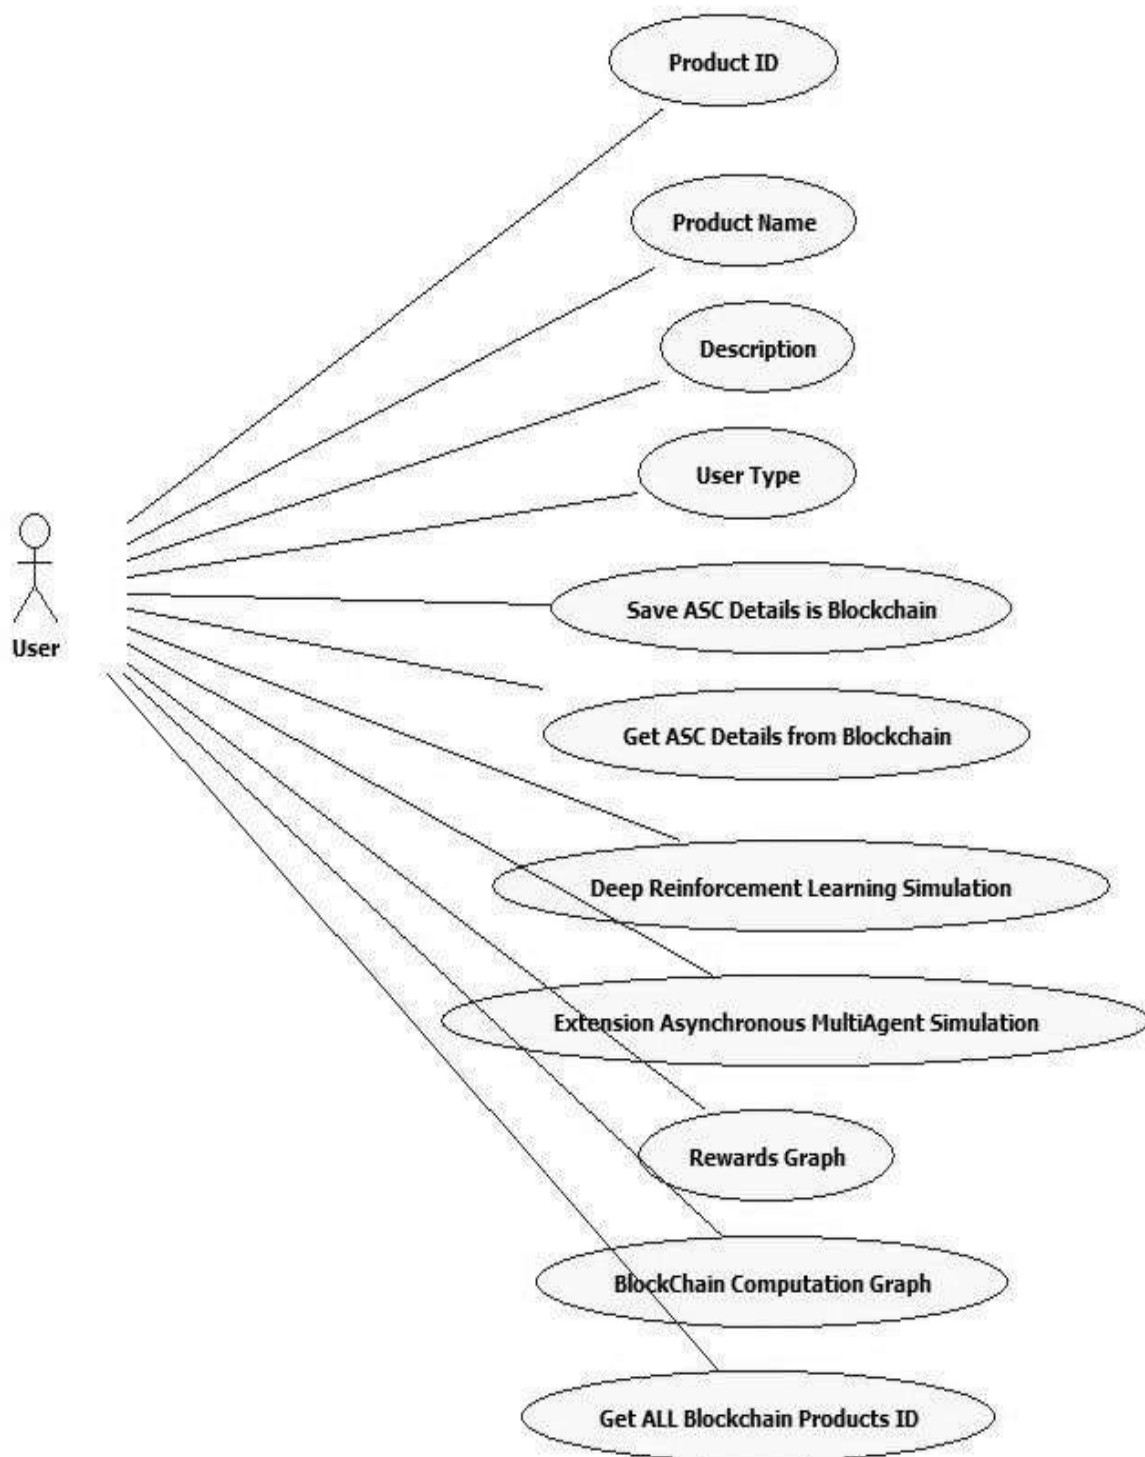 Product ID
Product Name
Description
User Type
Save ASC Details is Blockchain
User
Get ASC Details from Blockchain
Deep Reinforcement Learning Simulation
Extension Asynchronous MultiAgent Simulation
Rewards Graph
BlockChain Computation Graph
Get ALL Blockchain Products ID